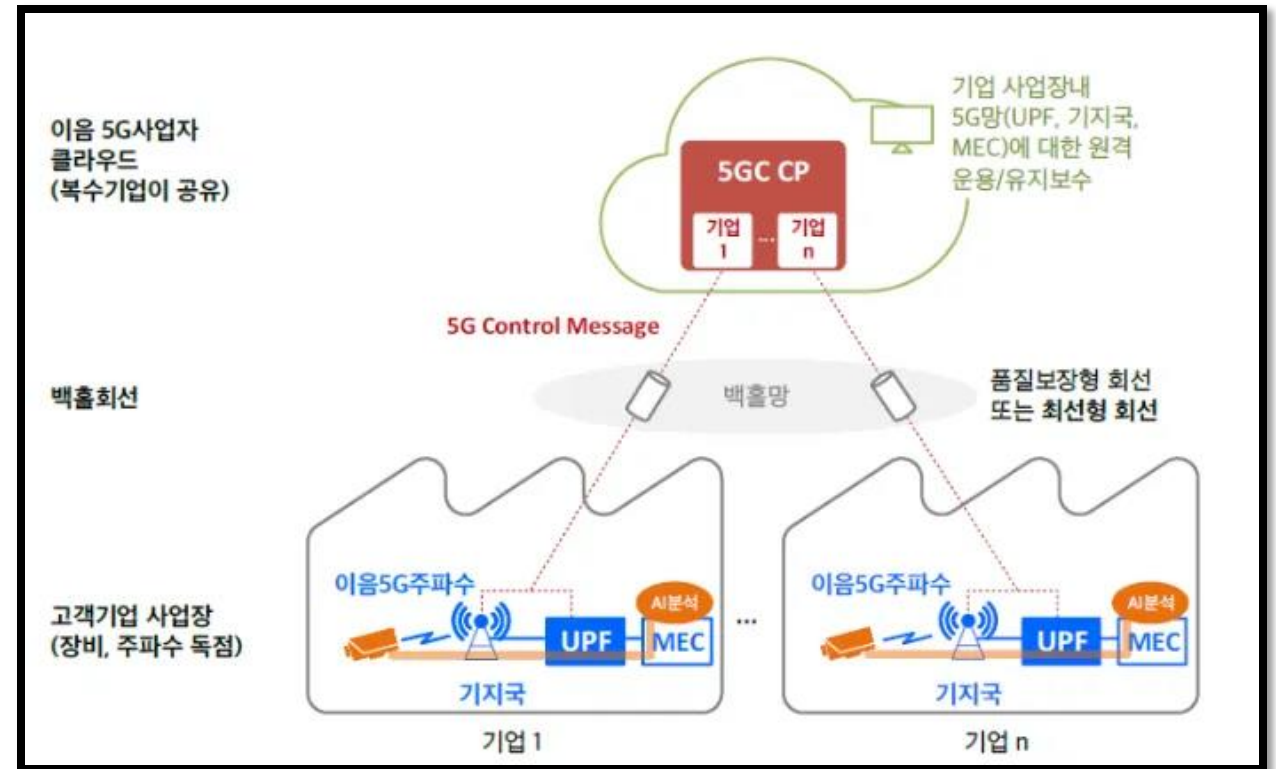 이음 5G사업자
클라우드
(복수기업이 공유)
5GC CP
기업
1
...
기업
n
기업 사업장내
5G망(UPF, 기지국,
MEC)에 대한 원격
운용/유지보수
5G Control Message
백홀회선
백홀망
품질보장형 회선
또는 최선형 회선
고객기업 사업장
(장비, 주파수 독점)
이음5G주파수
AI분석
UPF
MEC
기지국
기업 1
...
이음5G주파수
AI분석
UPF
MEC
기지국
기업 n